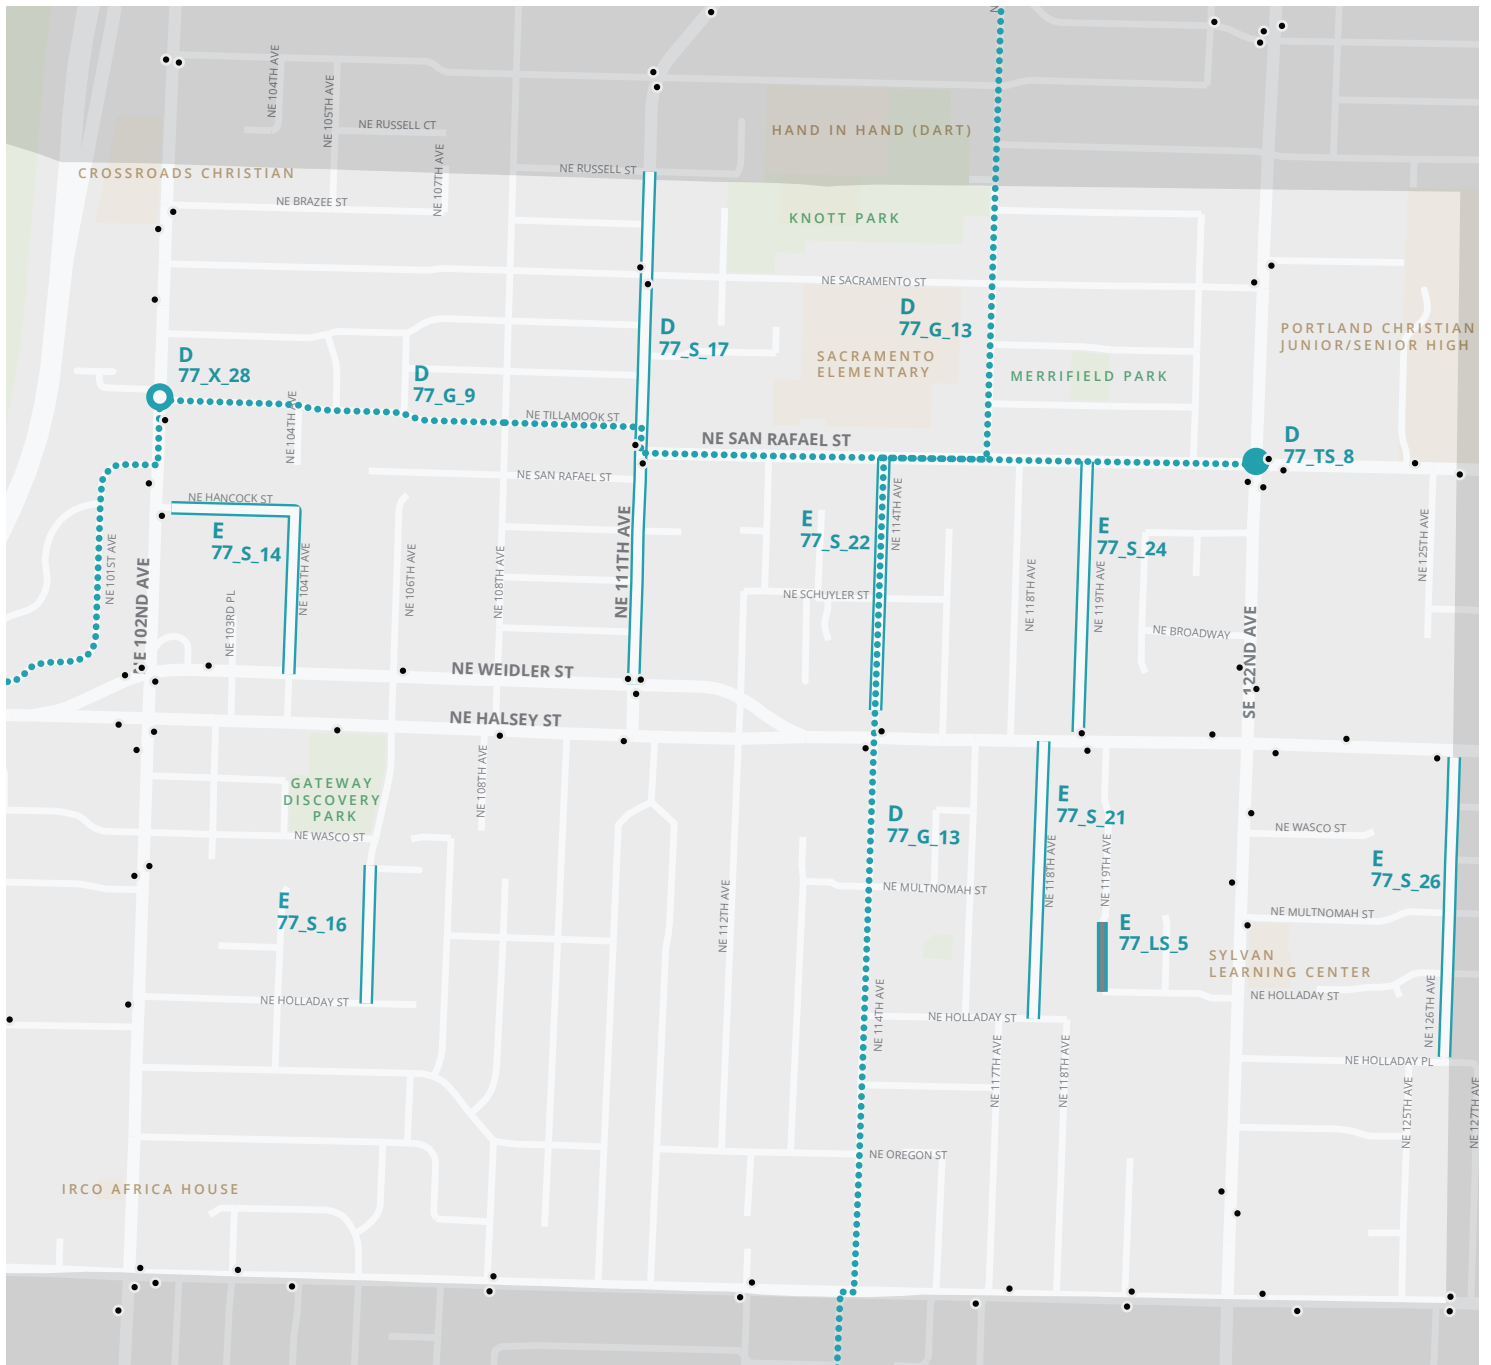 NE
NE 104TH AVE
NE 105TH AVE
NE RUSSELL CT
HAND IN HAND (DART)
NE 107TH AVE
CROSSROADS CHRISTIAN
NE RUSSELL ST
NE BRAZEE ST
KNOTT PARK
NE SACRAMENTO ST
D
77_G_13
D
77_S_17
PORTLAND CHRISTIAN
JUNIOR/SENIOR HIGH
D
77_X_28
SACRAMENTO
ELEMENTARY
MERRIFIELD PARK
D
77_G_9
NE 104TH AVE
NE TILLAMOOK ST
NE SAN RAFAEL ST
D
77_TS_8
NE SAN RAFAEL ST
NE HANCOCK ST
E
77_S_14
NE 101ST AVE
NE 102ND AVE
NE 103RD PL
NE 104TH AVE
NE 106TH AVE
NE 108TH AVE
NE 111TH AVE
E
77_S_22
NE 114TH AVE
E
77_S_24
NE 118TH AVE
NE 119TH AVE
NE 125TH AVE
NE SCHUYLER ST
NE BROADWAY
SE 122ND AVE
NE WEIDLER ST
NE HALSEY ST
NE 108TH AVE
GATEWAY
DISCOVERY
PARK
NE WASCO ST
D
77_G_13
E
77_S_21
NE WASCO ST
NE 118TH AVE
NE 119TH AVE
E
77_S_26
NE MULTNOMAH ST
NE MULTNOMAH ST
E
77_S_16
NE 112TH AVE
E
77_LS_5
SYLVAN
LEARNING CENTER
NE HOLLADAY ST
NE HOLLADAY ST
NE HOLLADAY ST
NE 114TH AVE
NE 126TH AVE
NE HOLLADAY PL
NE 117TH AVE
NE 118TH AVE
NE 125TH AVE
NE 127TH AVE
NE OREGON ST
IRCO AFRICA HOUSE